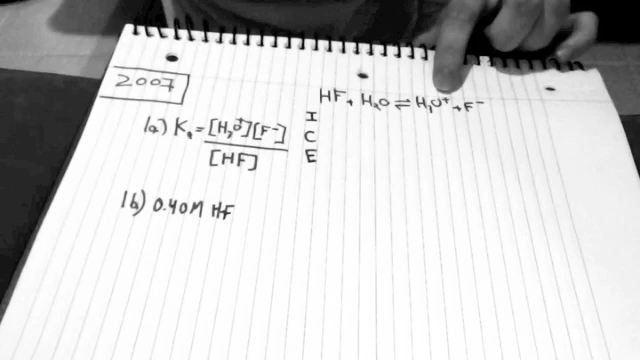 2007
HF + H₂O ⇌ H₃O⁺ + F⁻
1a) Kₐ = [H₃O⁺][F⁻]
[HF]
I
C
E
1b) 0.40M HF